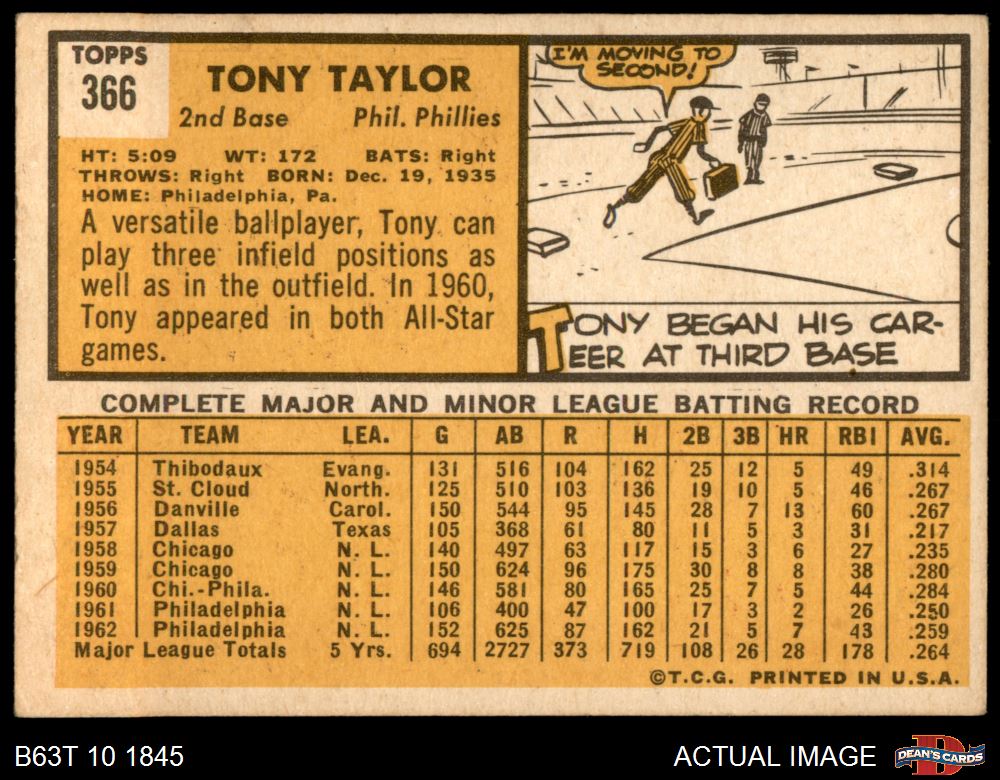 TOPPS
366
TONY TAYLOR
2nd Base Phil. Phillies
HT: 5:09 WT: 172 BATS: Right
THROWS: Right BORN: Dec. 19, 1935
HOME: Philadelphia, Pa.
A versatile ballplayer, Tony can
play three infield positions as
well as in the outfield. In 1960,
Tony appeared in both All-Star
games.
I'M MOVING TO
SECOND!
TONY BEGAN HIS CAR-
EER AT THIRD BASE
COMPLETE MAJOR AND MINOR LEAGUE BATTING RECORD
YEAR TEAM LEA. G AB R H 2B 3B HR RBI AVG.
1954 Thibodaux Evang. 131 516 104 162 25 12 5 49 .314
1955 St. Cloud North. 125 510 103 136 19 10 5 46 .267
1956 Danville Carol. 150 544 95 145 28 7 13 60 .267
1957 Dallas Texas 105 368 61 80 11 5 3 31 .217
1958 Chicago N. L. 140 497 63 117 15 3 6 27 .235
1959 Chicago N. L. 150 624 96 175 30 8 8 38 .280
1960 Chi.-Phila. N. L. 146 581 80 165 25 7 5 44 .284
1961 Philadelphia N. L. 106 400 47 100 17 3 2 26 .250
1962 Philadelphia N. L. 152 625 87 162 21 5 7 43 .259
Major League Totals 5 Yrs. 694 2727 373 719 108 26 28 178 .264
©T.C.G. PRINTED IN U.S.A.
B63T 10 1845 ACTUAL IMAGE DEAN'S CARDS